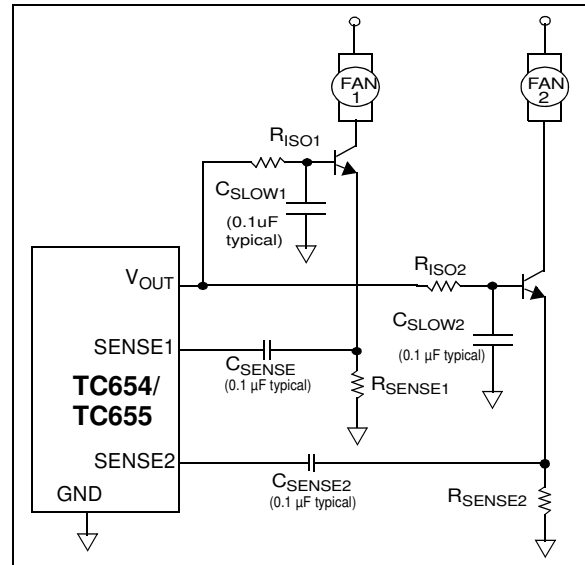 FAN
1
FAN
2
RISO1
CSLOW1
(0.1uF
typical)
VOUT
RISO2
CSLOW2
(0.1 µF typical)
SENSE1
CSENSE
(0.1 µF typical)
RSENSE1
TC654/
TC655
SENSE2
CSENSE2
(0.1 µF typical)
RSENSE2
GND